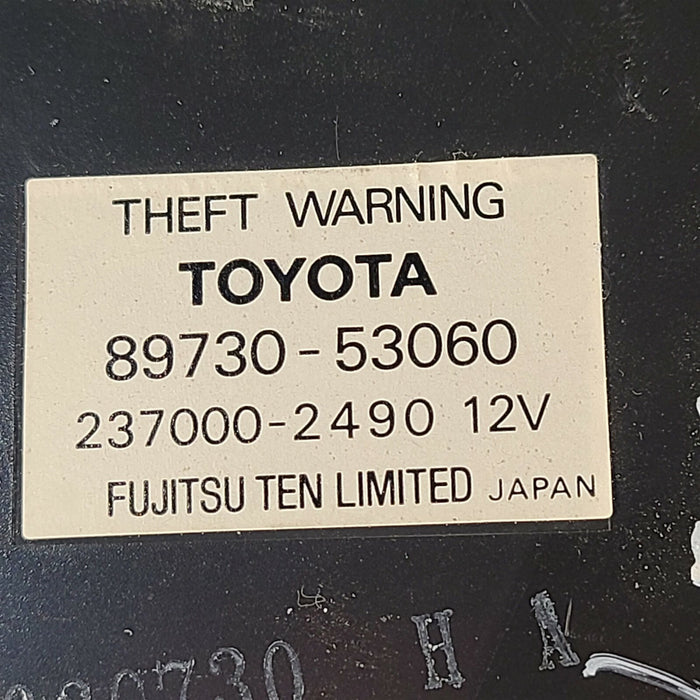 THEFT WARNING
TOYOTA
89730-53060
237000-2490 12V
FUJITSU TEN LIMITED JAPAN
H A